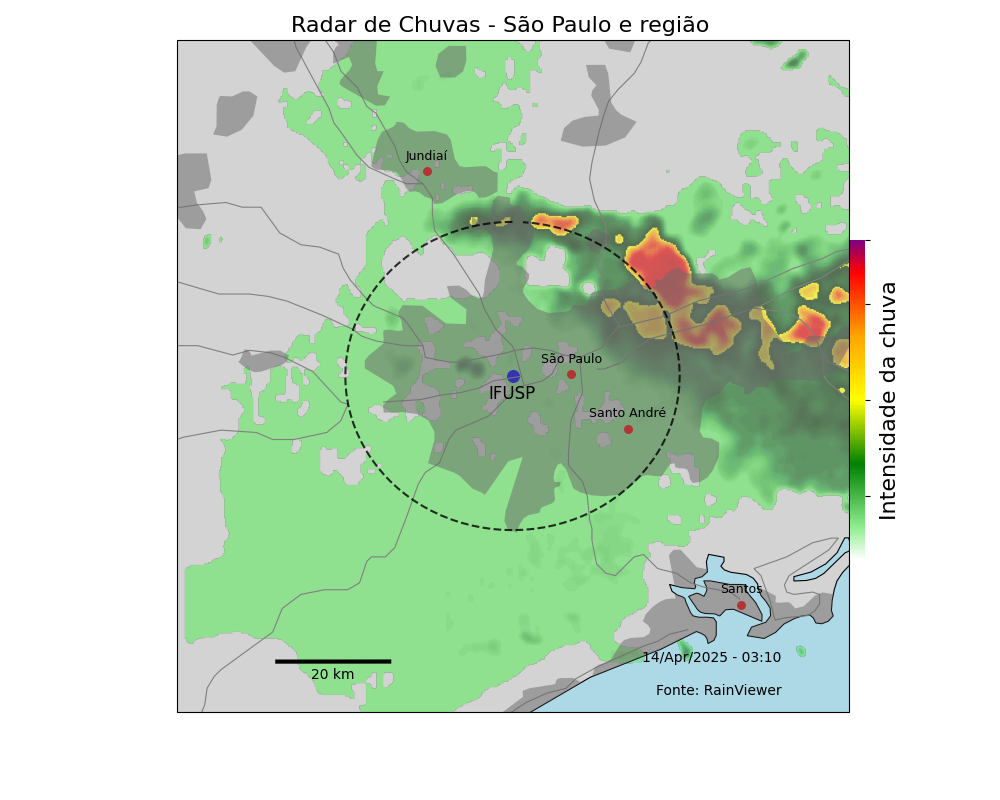 Radar de Chuvas - São Paulo e região
Jundiaí
São Paulo
IFUSP
Santo André
Intensidade da chuva
Santos
14/Apr/2025 - 03:10
20 km
Fonte: RainViewer